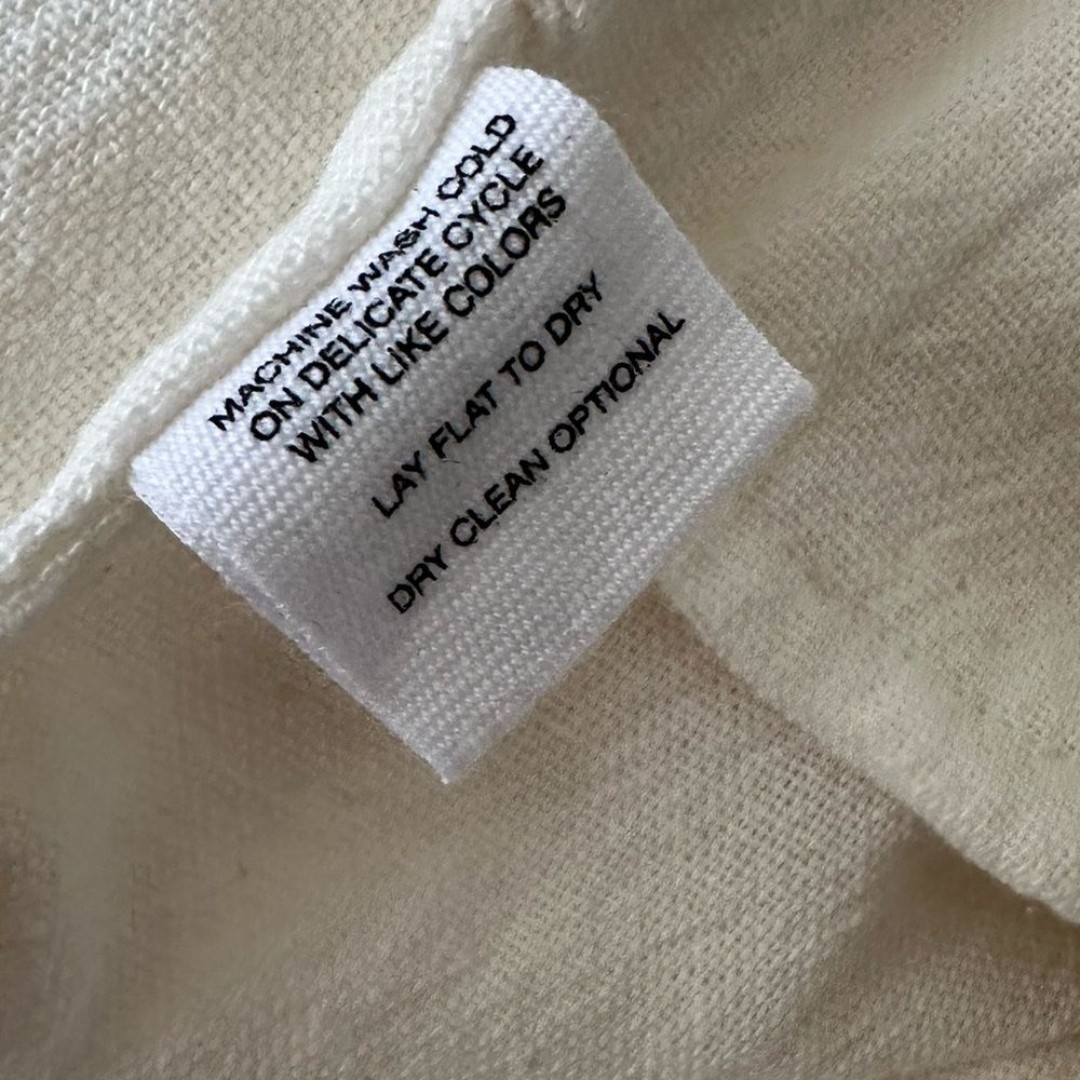 MACHINE WASH COLD
ON DELICATE CYCLE
WITH LIKE COLORS
LAY FLAT TO DRY
DRY CLEAN OPTIONAL